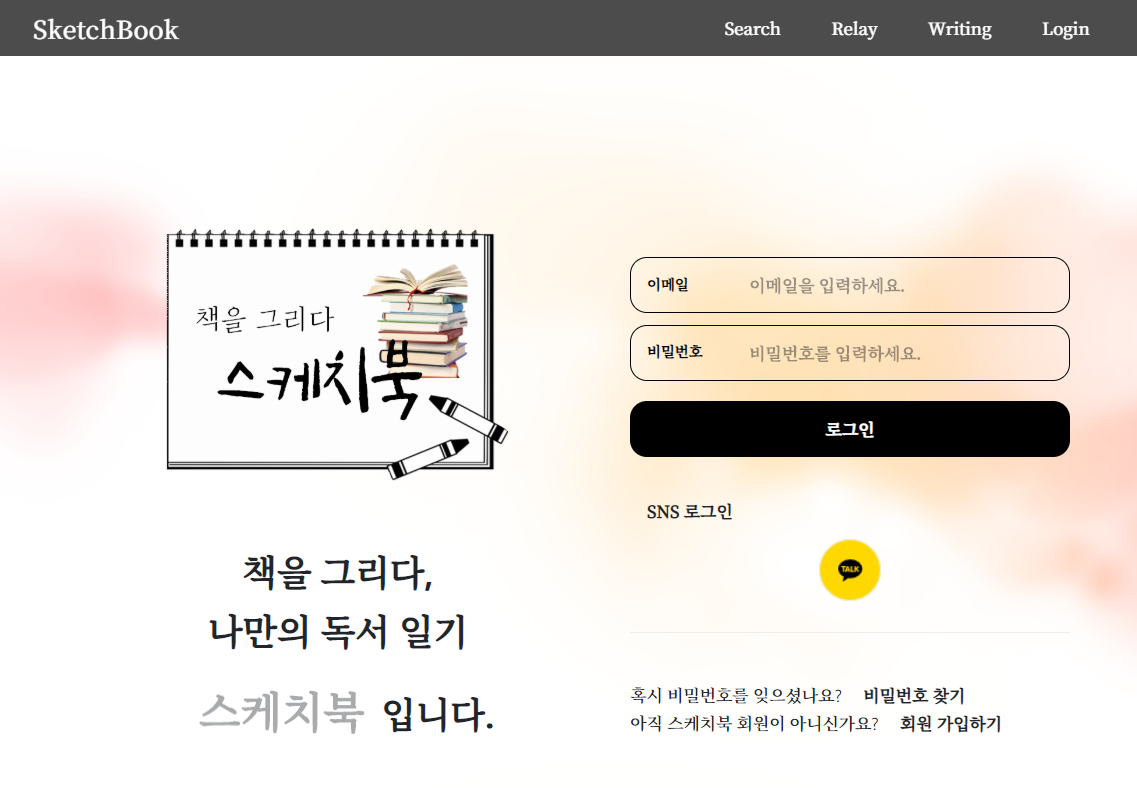 SketchBook
Search Relay Writing Login
책을 그리다
스케치북
책을 그리다,
나만의 독서 일기
스케치북 입니다.
이메일 이메일을 입력하세요.
비밀번호 비밀번호를 입력하세요.
로그인
SNS 로그인
TALK
혹시 비밀번호를 잊으셨나요? 비밀번호 찾기
아직 스케치북 회원이 아니신가요? 회원 가입하기